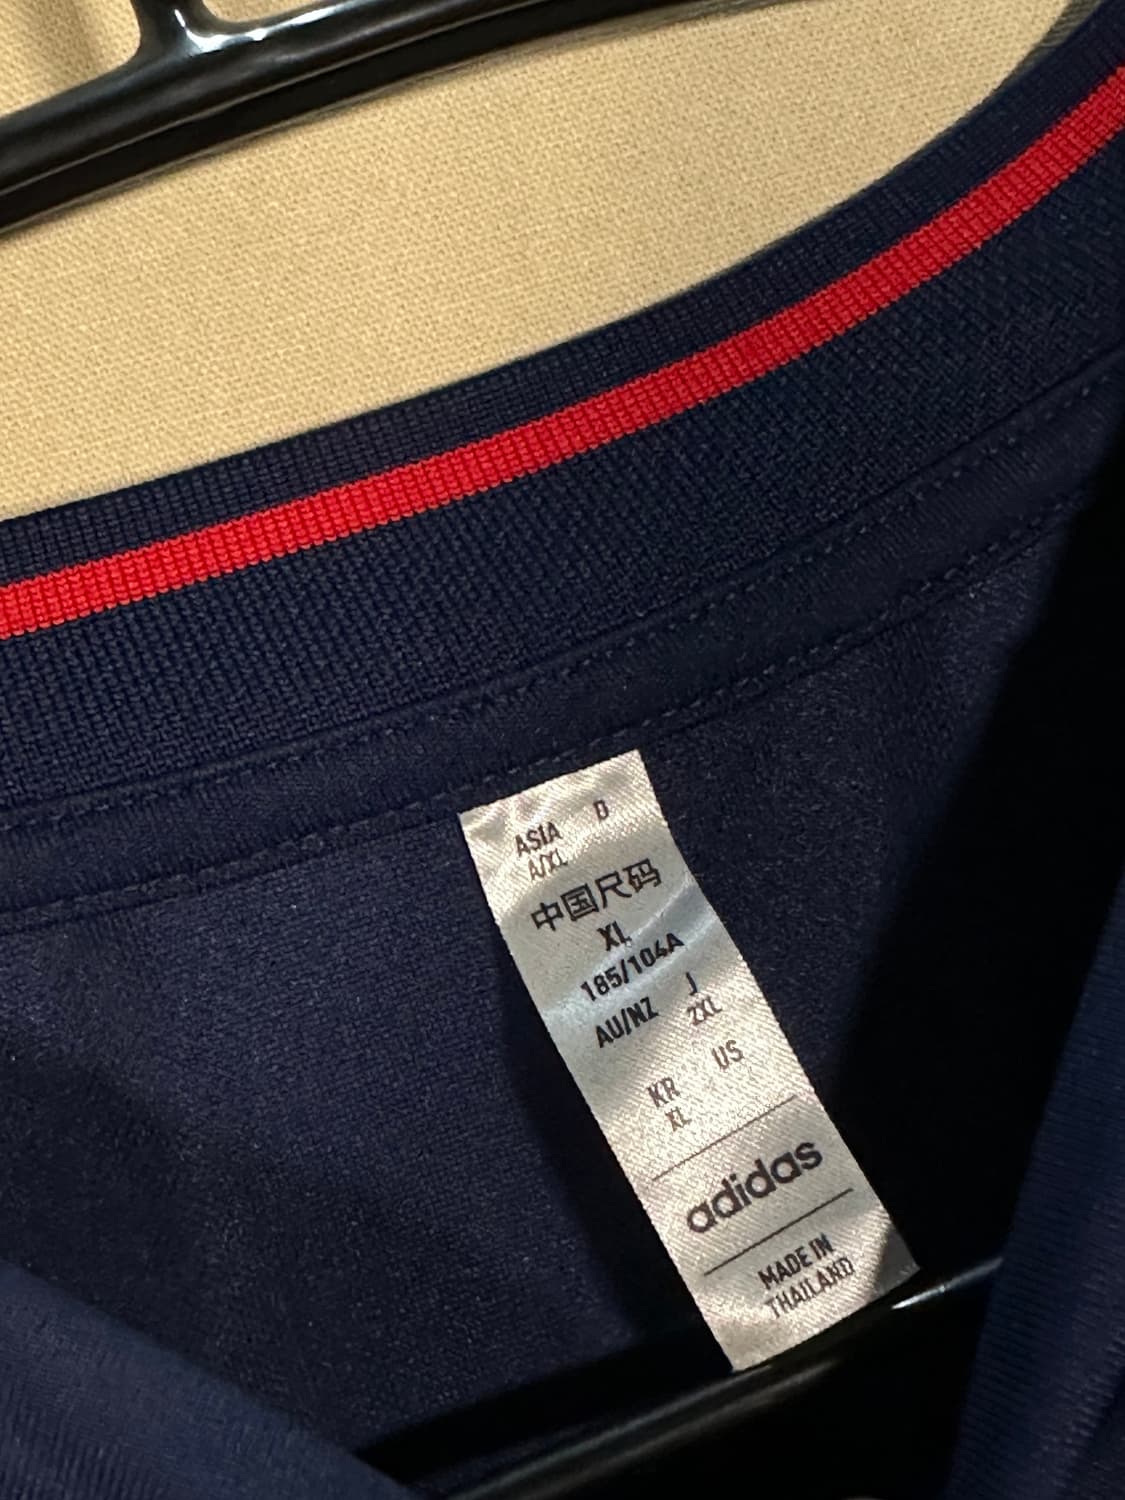 ASIA D
A/XL
中国尺码
XL
185/104A
AU/NZ J
2XL
KR US
XL
adidas
MADE IN
THAILAND